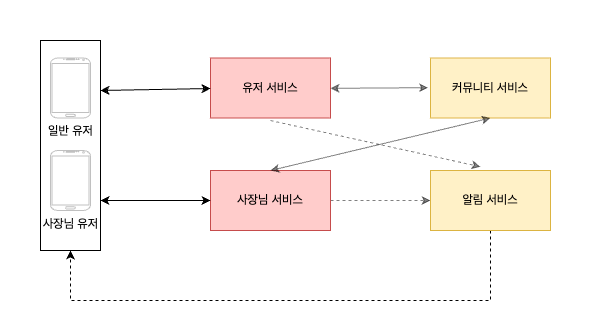 유저 서비스
커뮤니티 서비스
일반 유저
사장님 서비스
알림 서비스
사장님 유저